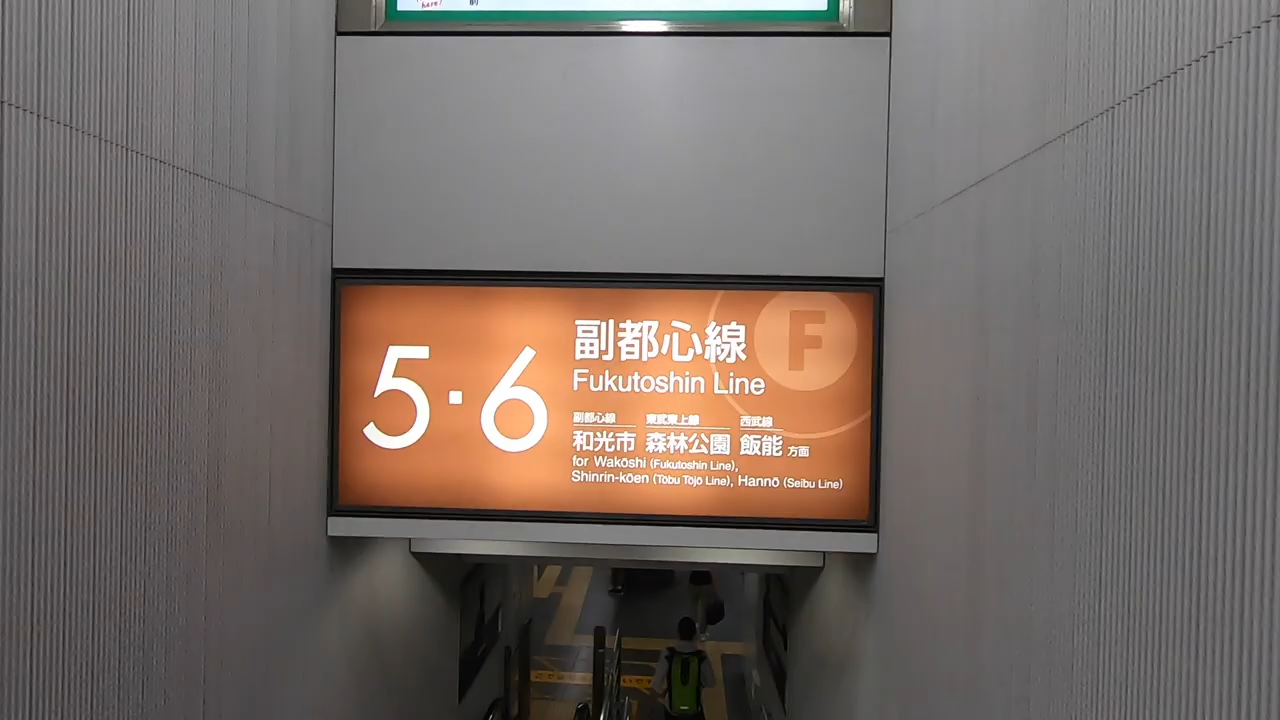 here!
前
5・6
副都心線
F
Fukutoshin Line
副都心線 東武東上線 西武線
和光市 森林公園 飯能 方面
for Wakōshi (Fukutoshin Line),
Shinrin-kōen (Tōbu Tōjō Line), Hannō (Seibu Line)